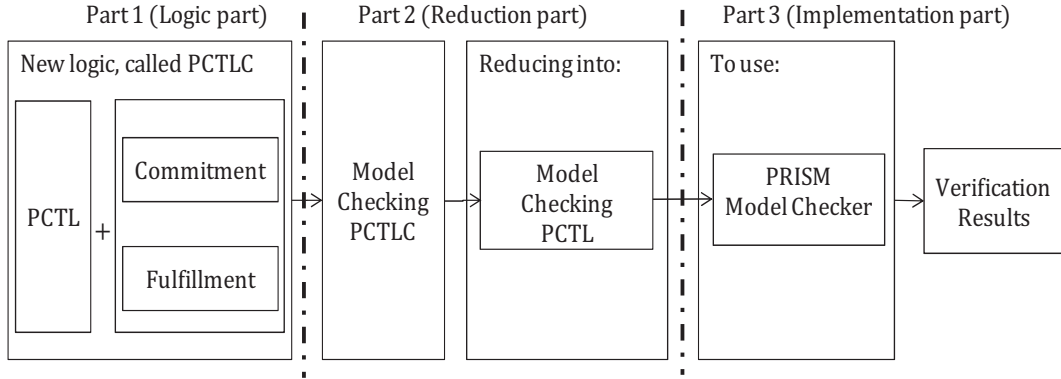 Part 1 (Logic part)
Part 2 (Reduction part)
Part 3 (Implementation part)
New logic, called PCTLC
PCTL
+
Commitment
Fulfillment
Model
Checking
PCTLC
Reducing into:
Model
Checking
PCTL
To use:
PRISM
Model Checker
Verification
Results